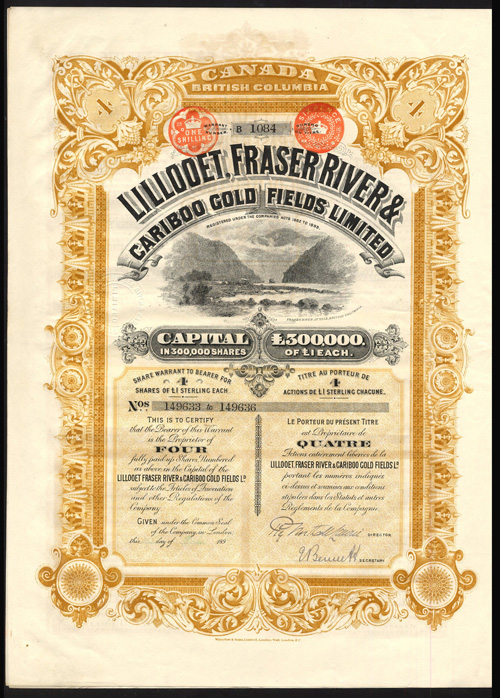 CANADA
BRITISH COLUMBIA
4
4
ONE
SHILLING
B 1084
LILLOOET, FRASER RIVER &
CARIBOO GOLD FIELDS LIMITED
REGISTERED UNDER THE COMPANIES ACTS 1862 TO 1893.
CAPITAL £300,000.
IN 300,000 SHARES OF £1 EACH.
SHARE WARRANT TO BEARER FOR
4
SHARES OF £1 STERLING EACH.
TITRE AU PORTEUR DE
4
ACTIONS DE £1 STERLING CHACUNE.
Nos. 149633 to 149636
THIS IS TO CERTIFY
that the Bearer of this Warrant
is the Proprietor of
FOUR
fully paid up Shares Numbered
as above in the Capital of the
LILLOOET FRASER RIVER & CARIBOO GOLD FIELDS LD
subject to the Articles of Association
and other Regulations of the
Company.
GIVEN under the Common Seal
of the Company, in London,
this day of 189
LE PORTEUR DU PRÉSENT TITRE
est Propriétaire de
QUATRE
Actions entièrement libérées de la
LILLOOET FRASER RIVER & CARIBOO GOLD FIELDS LD
portant les numéros indiqués
ci-dessus et soumises aux conditions
stipulées dans les Statuts et autres
Règlements de la Compagnie.
DIRECTOR.
SECRETARY.